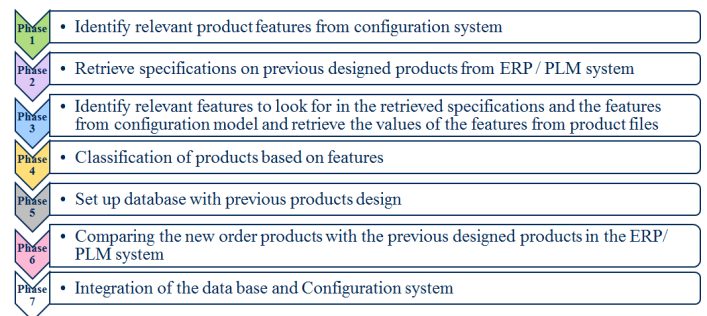 Phase
1
• Identify relevant product features from configuration system
Phase
2
• Retrieve specifications on previous designed products from ERP / PLM system
Phase
3
• Identify relevant features to look for in the retrieved specifications and the features
from configuration model and retrieve the values of the features from product files
Phase
4
• Classification of products based on features
Phase
5
• Set up database with previous products design
Phase
6
• Comparing the new order products with the previous designed products in the ERP/
PLM system
Phase
7
• Integration of the data base and Configuration system